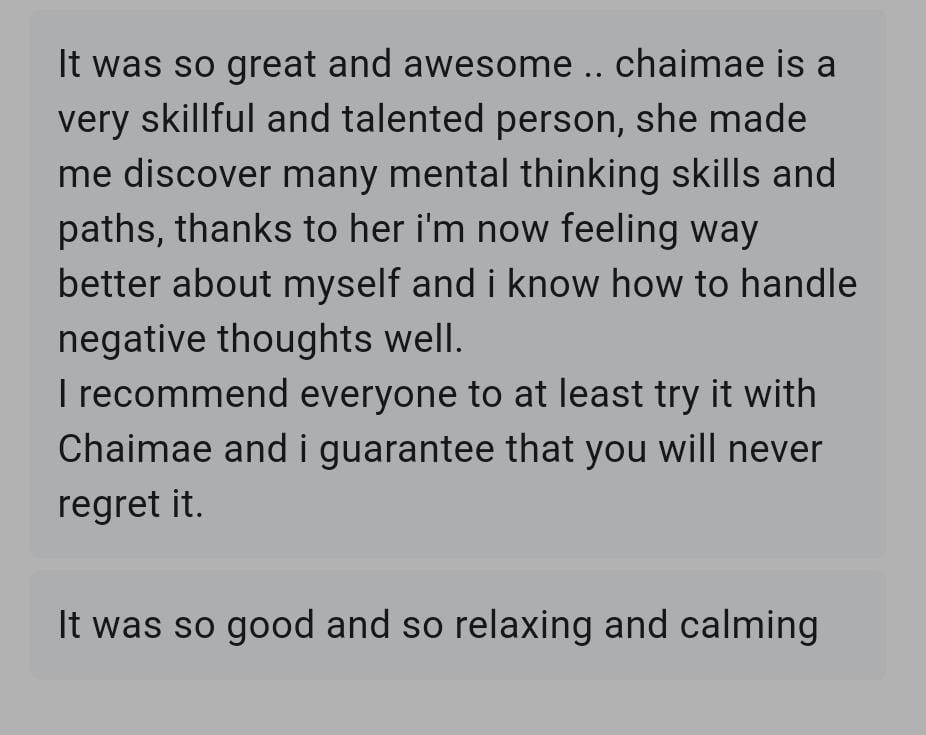 It was so great and awesome .. chaimae is a
very skillful and talented person, she made
me discover many mental thinking skills and
paths, thanks to her i'm now feeling way
better about myself and i know how to handle
negative thoughts well.
I recommend everyone to at least try it with
Chaimae and i guarantee that you will never
regret it.
It was so good and so relaxing and calming